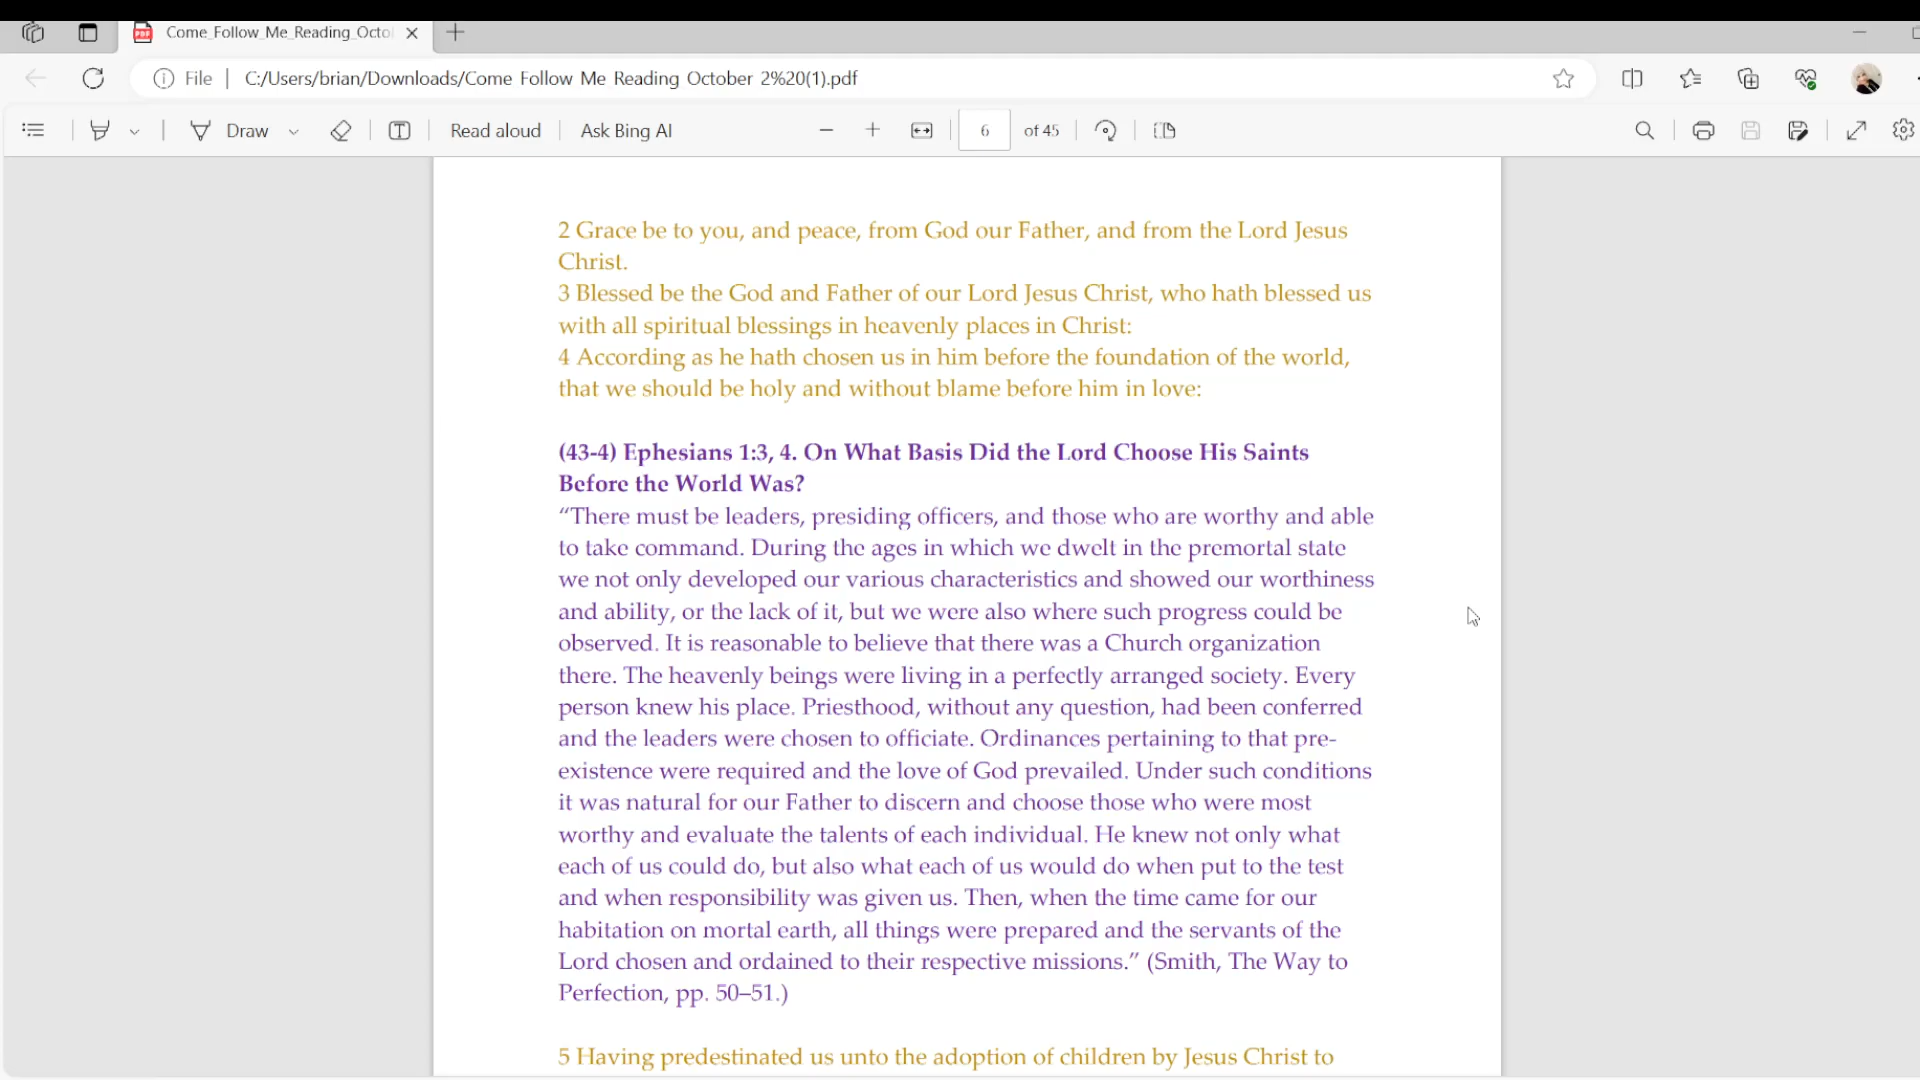 Come_Follow_Me_Reading_Octo
File
C:/Users/brian/Downloads/Come Follow Me Reading October 2%20(1).pdf
Draw
Read aloud
Ask Bing AI
6
of 45
2 Grace be to you, and peace, from God our Father, and from the Lord Jesus
Christ.
3 Blessed be the God and Father of our Lord Jesus Christ, who hath blessed us
with all spiritual blessings in heavenly places in Christ:
4 According as he hath chosen us in him before the foundation of the world,
that we should be holy and without blame before him in love:
(43-4) Ephesians 1:3, 4. On What Basis Did the Lord Choose His Saints
Before the World Was?
“There must be leaders, presiding officers, and those who are worthy and able
to take command. During the ages in which we dwelt in the premortal state
we not only developed our various characteristics and showed our worthiness
and ability, or the lack of it, but we were also where such progress could be
observed. It is reasonable to believe that there was a Church organization
there. The heavenly beings were living in a perfectly arranged society. Every
person knew his place. Priesthood, without any question, had been conferred
and the leaders were chosen to officiate. Ordinances pertaining to that pre-
existence were required and the love of God prevailed. Under such conditions
it was natural for our Father to discern and choose those who were most
worthy and evaluate the talents of each individual. He knew not only what
each of us could do, but also what each of us would do when put to the test
and when responsibility was given us. Then, when the time came for our
habitation on mortal earth, all things were prepared and the servants of the
Lord chosen and ordained to their respective missions.” (Smith, The Way to
Perfection, pp. 50–51.)
5 Having predestinated us unto the adoption of children by Jesus Christ to